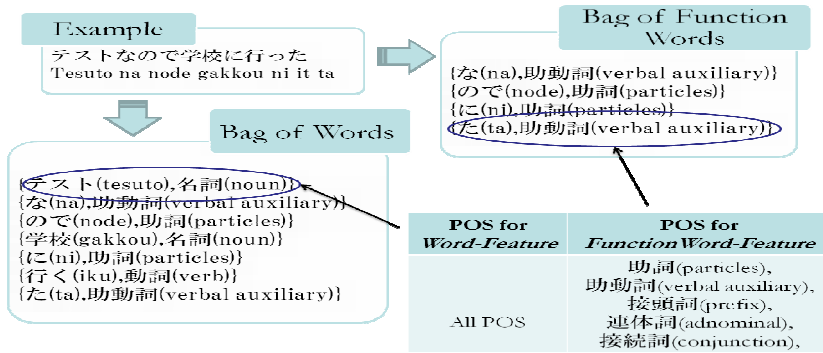 Example
テストなので学校に行った
Tesuto na node gakkou ni it ta
Bag of Function
Words
{な(na),助動詞(verbal auxiliary)}
{ので(node),助詞(particles)}
{に(ni),助詞(particles)}
{た(ta),助動詞(verbal auxiliary)}
Bag of Words
{テスト(tesuto),名詞(noun)}
{な(na),助動詞(verbal auxiliary)}
{ので(node),助詞(particles)}
{学校(gakkou),名詞(noun)}
{に(ni),助詞(particles)}
{行く(iku),動詞(verb)}
{た(ta),助動詞(verbal auxiliary)}
POS for
Word-Feature
POS for
Function Word-Feature
All POS
助詞(particles),
助動詞(verbal auxiliary),
接頭詞(prefix),
連体詞(adnominal),
接続詞(conjunction),